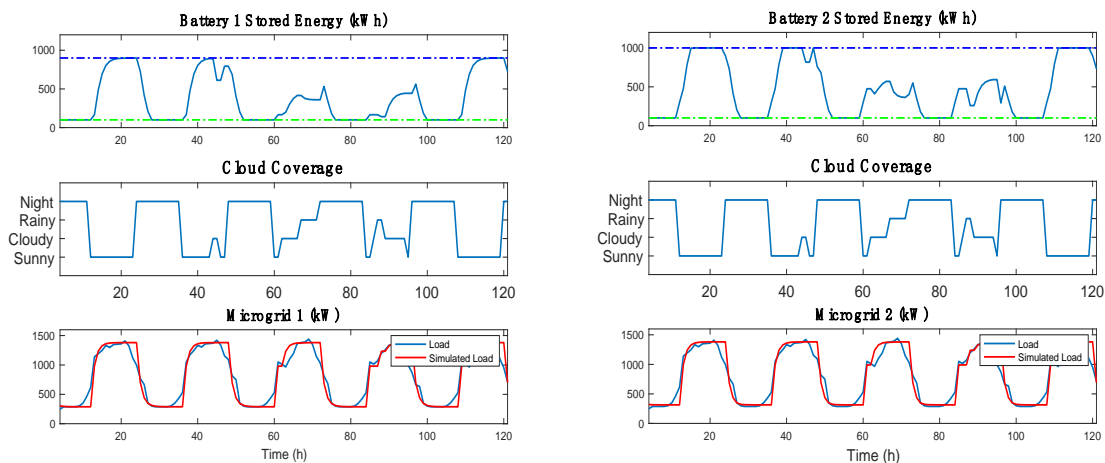 Battery 1 Stored Energy (kWh)
1000
500
0
20
40
60
80
100
120
Cloud Coverage
Night
Rainy
Cloudy
Sunny
20
40
60
80
100
120
Microgrid 1 (kW)
1500
1000
500
0
Load
Simulated Load
20
40
60
80
100
120
Time (h)
Battery 2 Stored Energy (kWh)
1000
500
0
20
40
60
80
100
120
Cloud Coverage
Night
Rainy
Cloudy
Sunny
20
40
60
80
100
120
Microgrid 2 (kW)
1500
1000
500
0
Load
Simulated Load
20
40
60
80
100
120
Time (h)